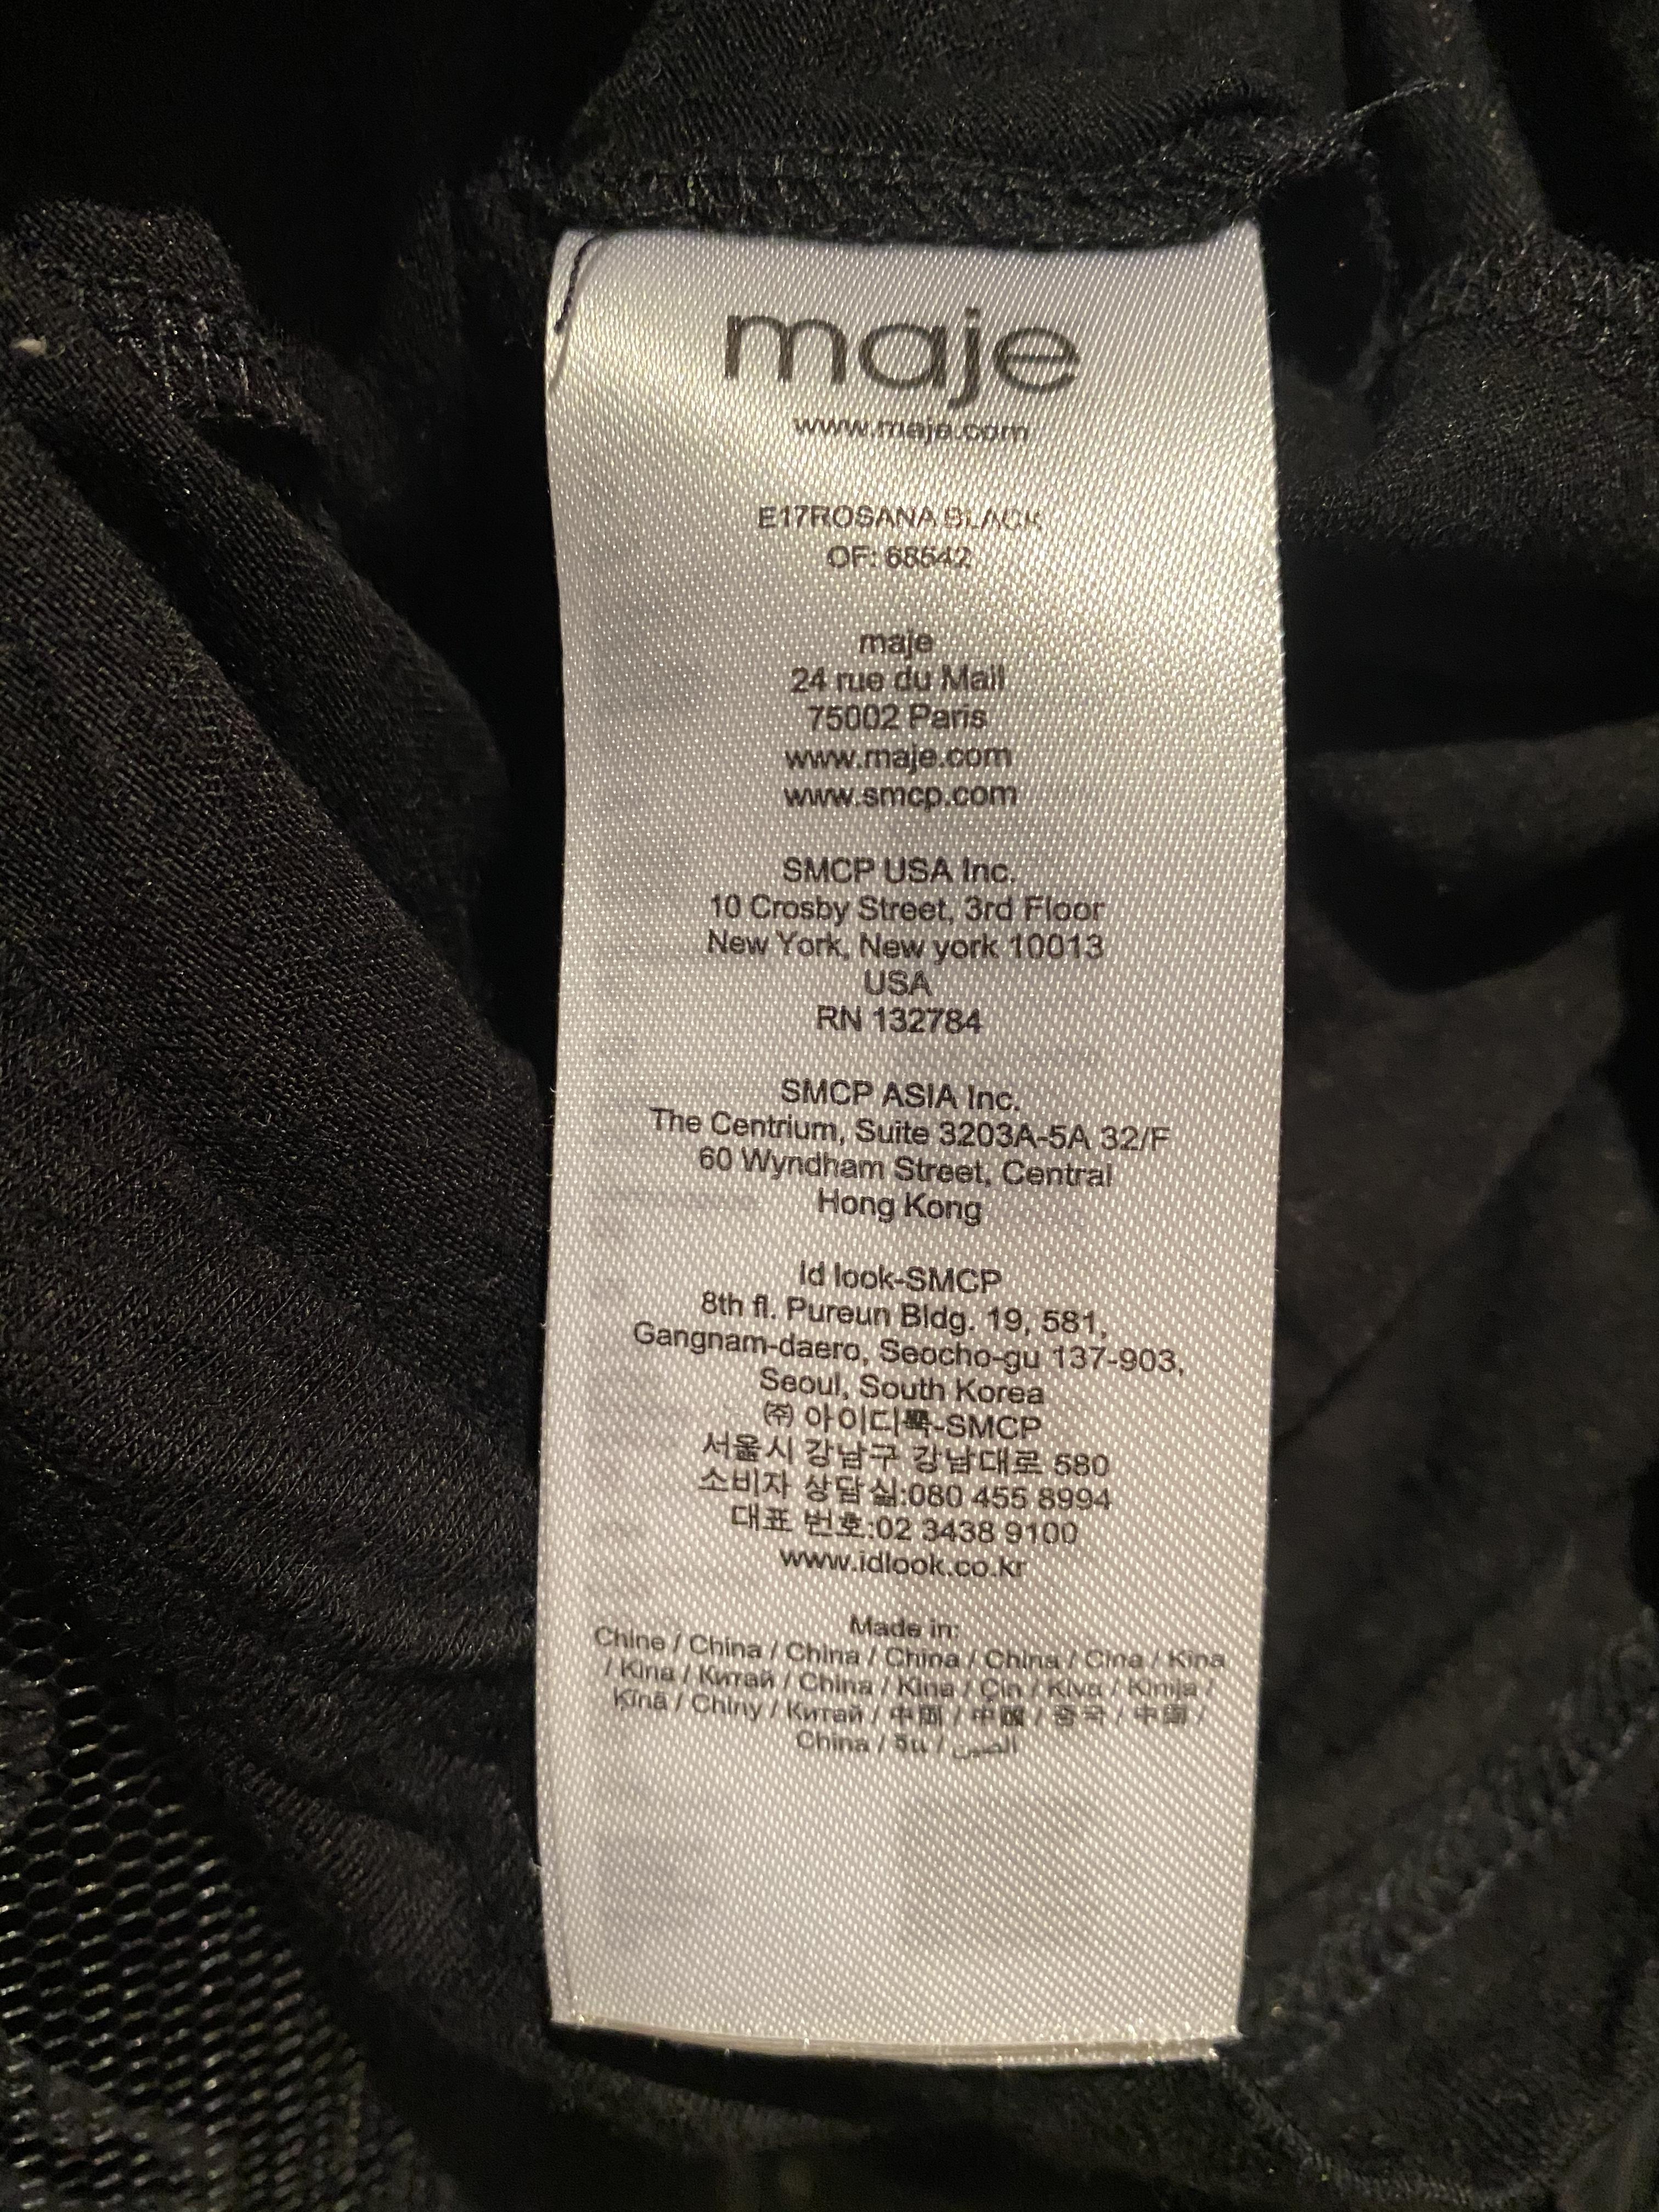 maje
www.maje.com
E17ROSANA BLACK
OF: 68542
maje
24 rue du Mail
75002 Paris
www.maje.com
www.smcp.com
SMCP USA Inc.
10 Crosby Street, 3rd Floor
New York, New york 10013
USA
RN 132784
SMCP ASIA Inc.
The Centrium, Suite 3203A-5A 32/F
60 Wyndham Street, Central
Hong Kong
Id look-SMCP
8th fl. Pureun Bldg. 19, 581,
Gangnam-daero, Seocho-gu 137-903,
Seoul, South Korea
㈜ 아이디룩-SMCP
서울시 강남구 강남대로 580
소비자 상담실:080 455 8994
대표 번호:02 3438 9100
www.idlook.co.kr
Made in:
Chine / China / China / China / China / Cina / Kina
/ Kina / Китай / China / Kina / Çin / Κίνα / Kinija /
Ķīnā / Chiny / Китай / 中国 / 中國 / 중국 / 中国 /
China / จีน / الصين